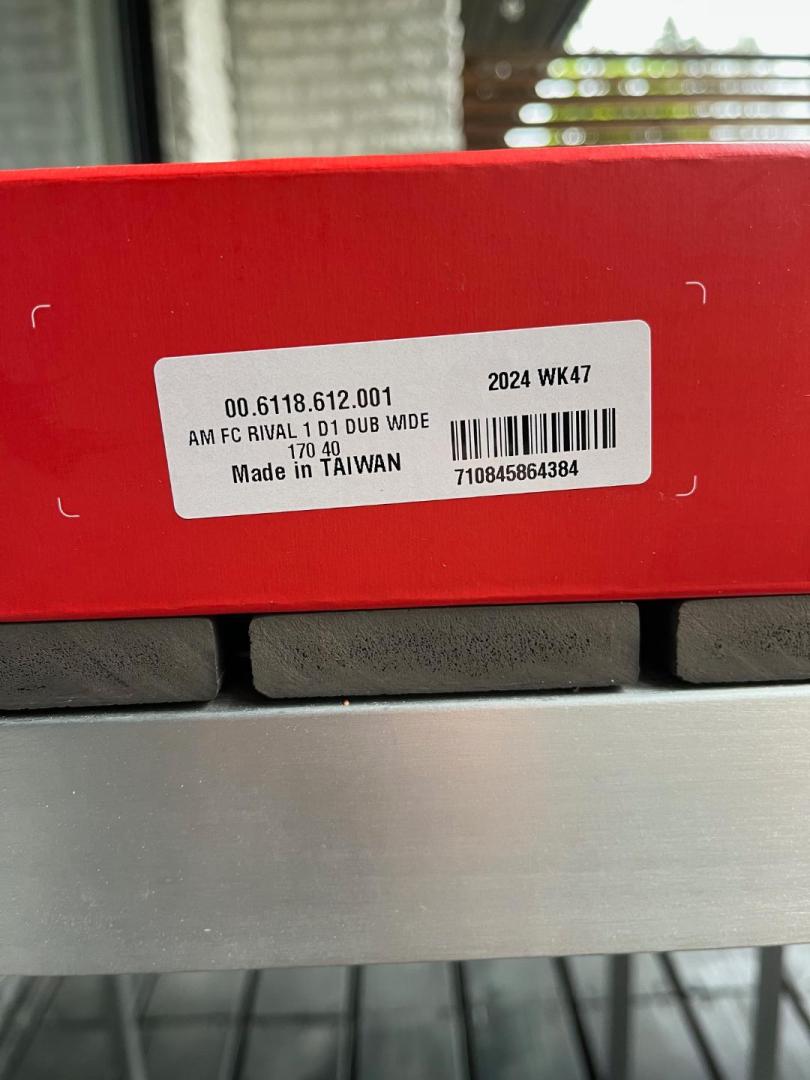 00.6118.612.001
AM FC RIVAL 1 D1 DUB WIDE
170 40
Made in TAIWAN
2024 WK47
710845864384